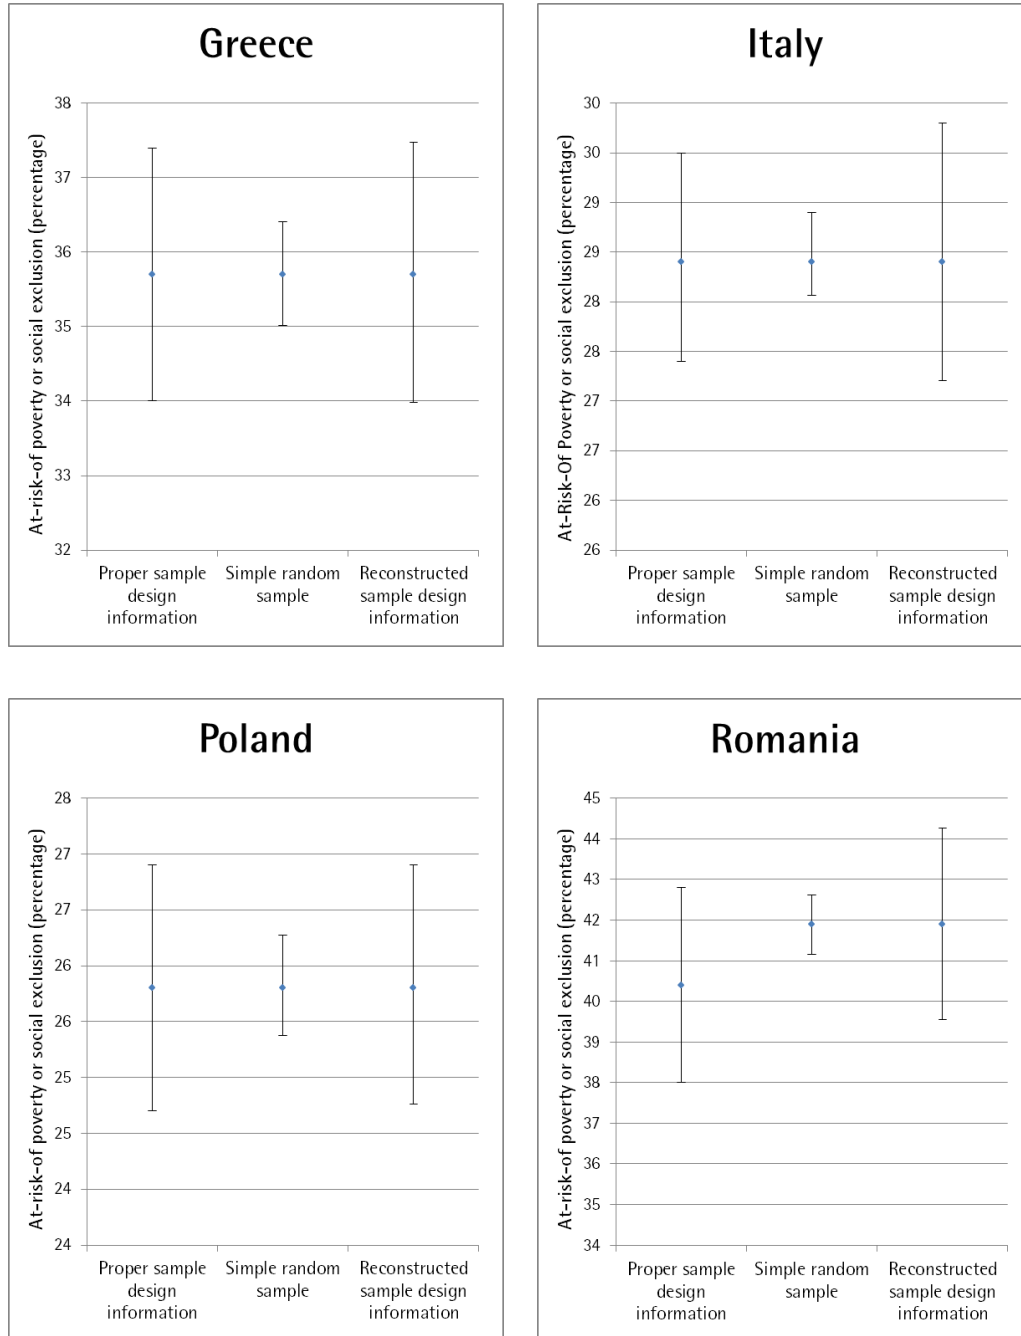 Greece
At-risk-of poverty or social exclusion (percentage)
38
37
36
35
34
33
32
Proper sample
design
information
Simple random
sample
Reconstructed
sample design
information
Italy
At-Risk-Of Poverty or social exclusion (percentage)
30
30
29
29
28
28
27
27
26
26
Proper sample
design
information
Simple random
sample
Reconstructed
sample design
information
Poland
At-risk-of poverty or social exclusion (percentage)
28
27
27
26
26
25
25
24
24
Proper sample
design
information
Simple random
sample
Reconstructed
sample design
information
Romania
At-risk-of poverty or social exclusion (percentage)
45
44
43
42
41
40
39
38
37
36
35
34
Proper sample
design
information
Simple random
sample
Reconstructed
sample design
information